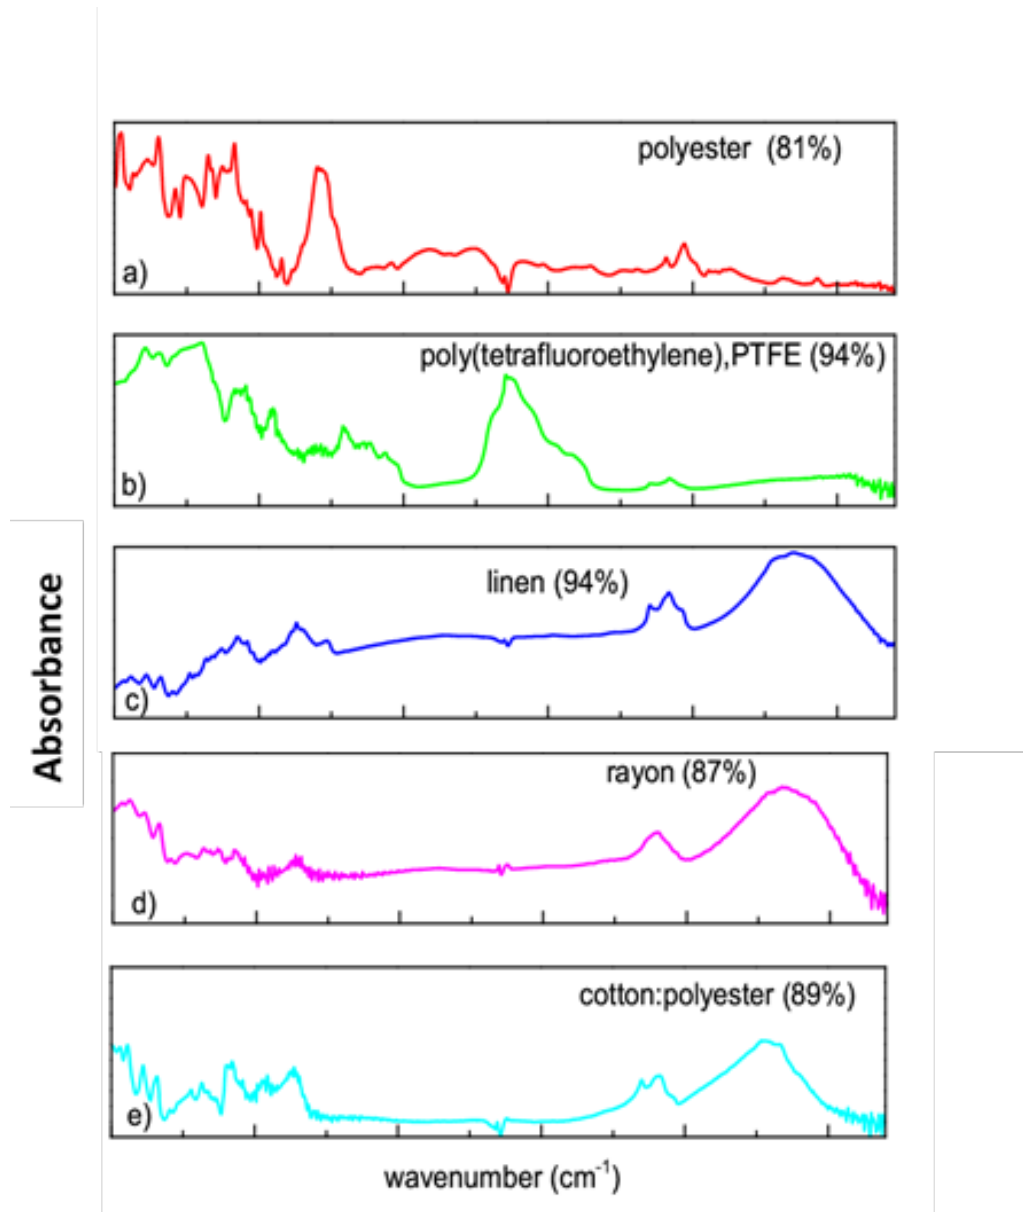 polyester (81%)
a)
poly(tetrafluoroethylene),PTFE (94%)
b)
linen (94%)
c)
Absorbance
rayon (87%)
d)
cotton:polyester (89%)
e)
wavenumber (cm⁻¹)